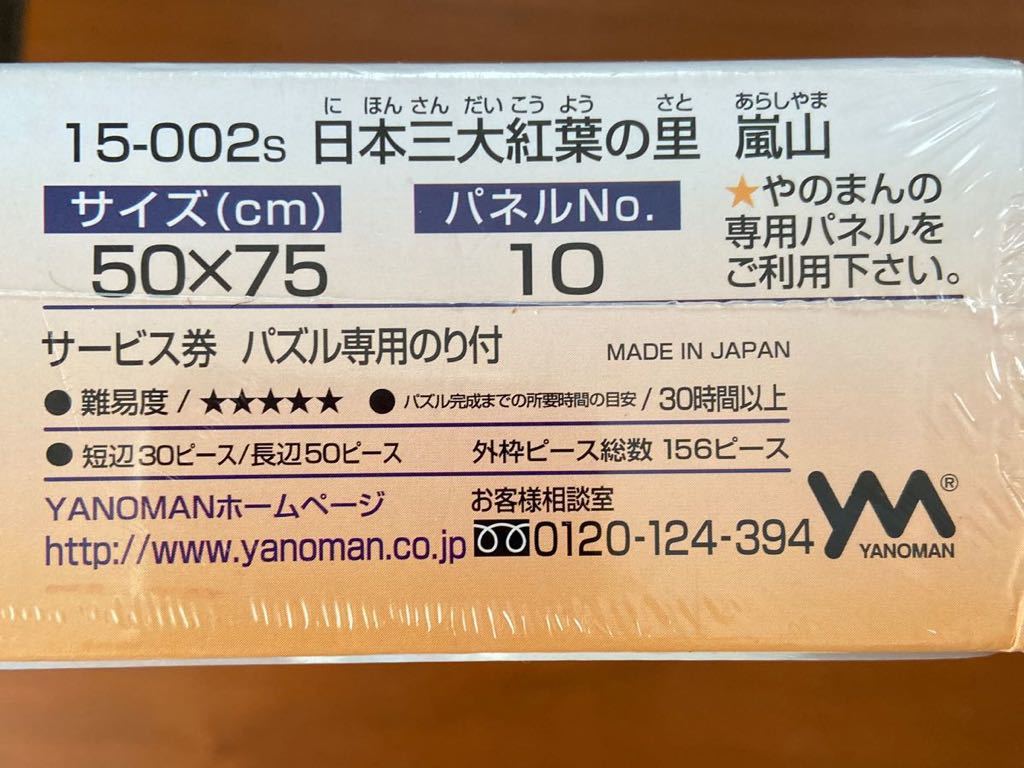 に ほん さん だい こう よう さと あらしやま
15-002s 日本三大紅葉の里 嵐山
サイズ(cm) パネルNo.
50×75 10
★やのまんの
専用パネルを
ご利用下さい。
サービス券 パズル専用のり付 MADE IN JAPAN
●難易度/★★★★★ ●パズル完成までの所要時間の目安/30時間以上
●短辺30ピース/長辺50ピース 外枠ピース総数 156ピース
YANOMANホームページ
http://www.yanoman.co.jp
お客様相談室
0120-124-394
YM®
YANOMAN